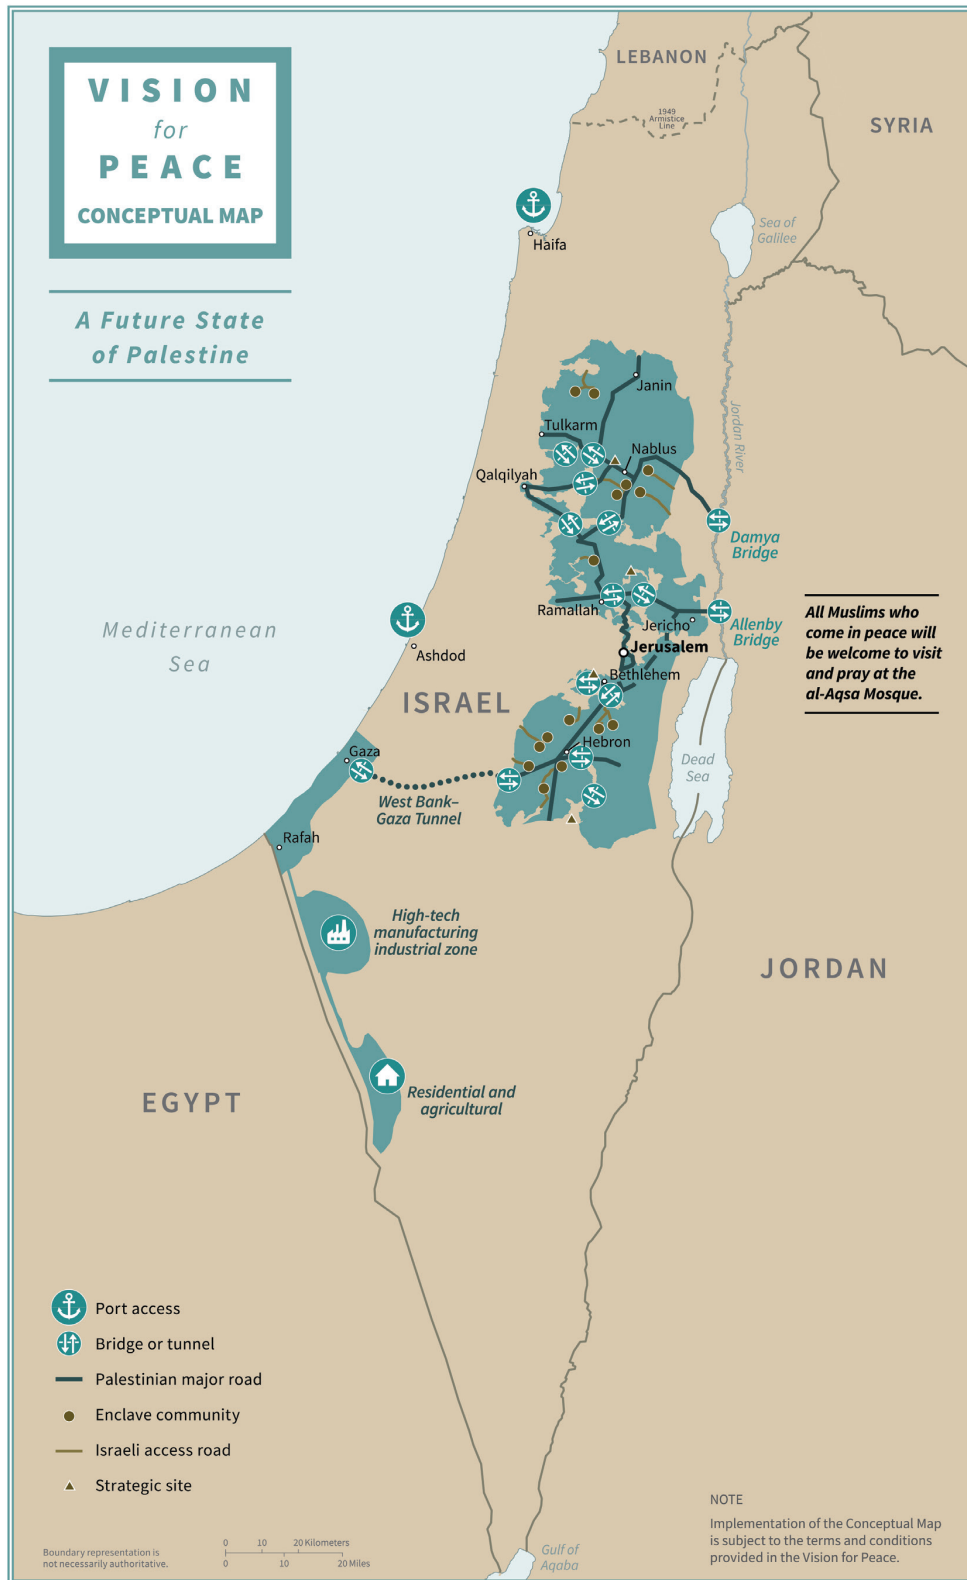 VISION
for
PEACE
CONCEPTUAL MAP
A Future State
of Palestine
LEBANON
1949
Armistice
Line
SYRIA
Haifa
Sea of
Galilee
Janin
Tulkarm
Nablus
Qalqilyah
Jordan River
Damya
Bridge
Ramallah
Jericho
Allenby
Bridge
Jerusalem
Bethlehem
All Muslims who
come in peace will
be welcome to visit
and pray at the
al-Aqsa Mosque.
Mediterranean
Sea
Ashdod
ISRAEL
Hebron
Gaza
Dead
Sea
West Bank–
Gaza Tunnel
Rafah
High-tech
manufacturing
industrial zone
JORDAN
EGYPT
Residential and
agricultural
Port access
Bridge or tunnel
Palestinian major road
Enclave community
Israeli access road
Strategic site
Boundary representation is
not necessarily authoritative.
0 10 20 Kilometers
0 10 20 Miles
Gulf of
Aqaba
NOTE
Implementation of the Conceptual Map
is subject to the terms and conditions
provided in the Vision for Peace.